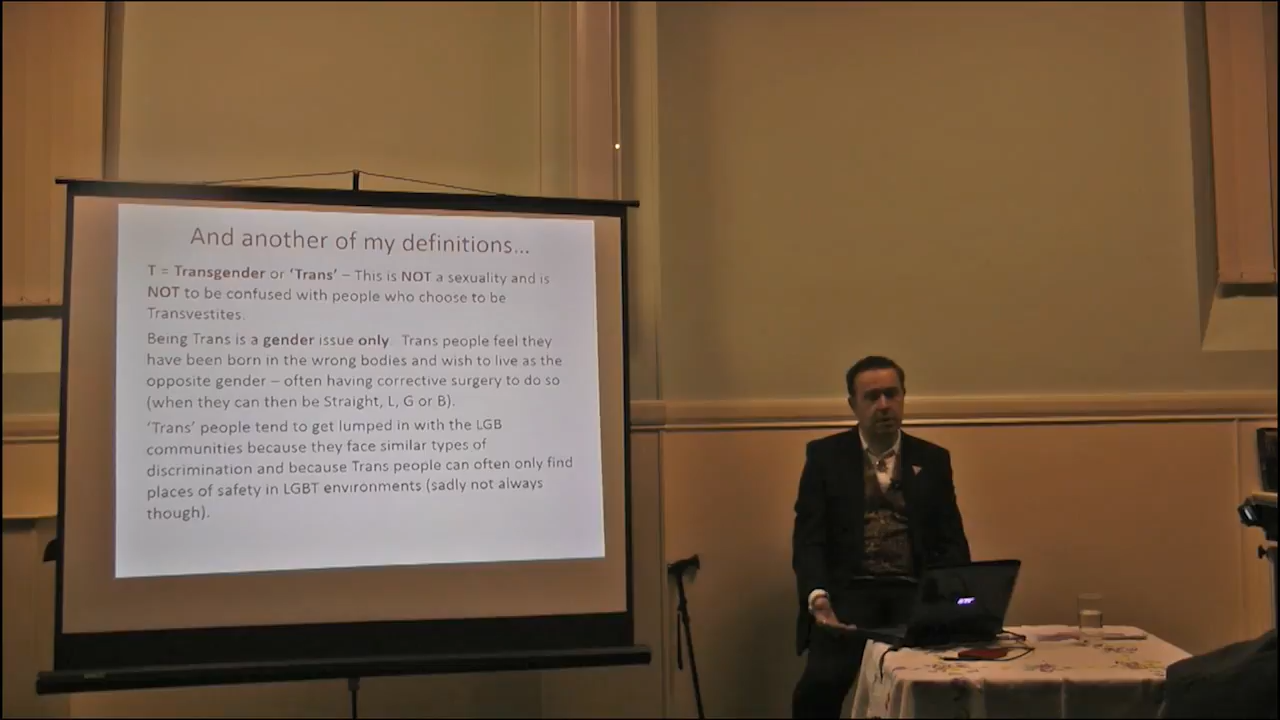 And another of my definitions...
T = Transgender or ‘Trans’ – This is NOT a sexuality and is
NOT to be confused with people who choose to be
Transvestites.
Being Trans is a gender issue only. Trans people feel they
have been born in the wrong bodies and wish to live as the
opposite gender – often having corrective surgery to do so
(when they can then be Straight, L, G or B).
‘Trans’ people tend to get lumped in with the LGB
communities because they face similar types of
discrimination and because Trans people can often only find
places of safety in LGBT environments (sadly not always
though).